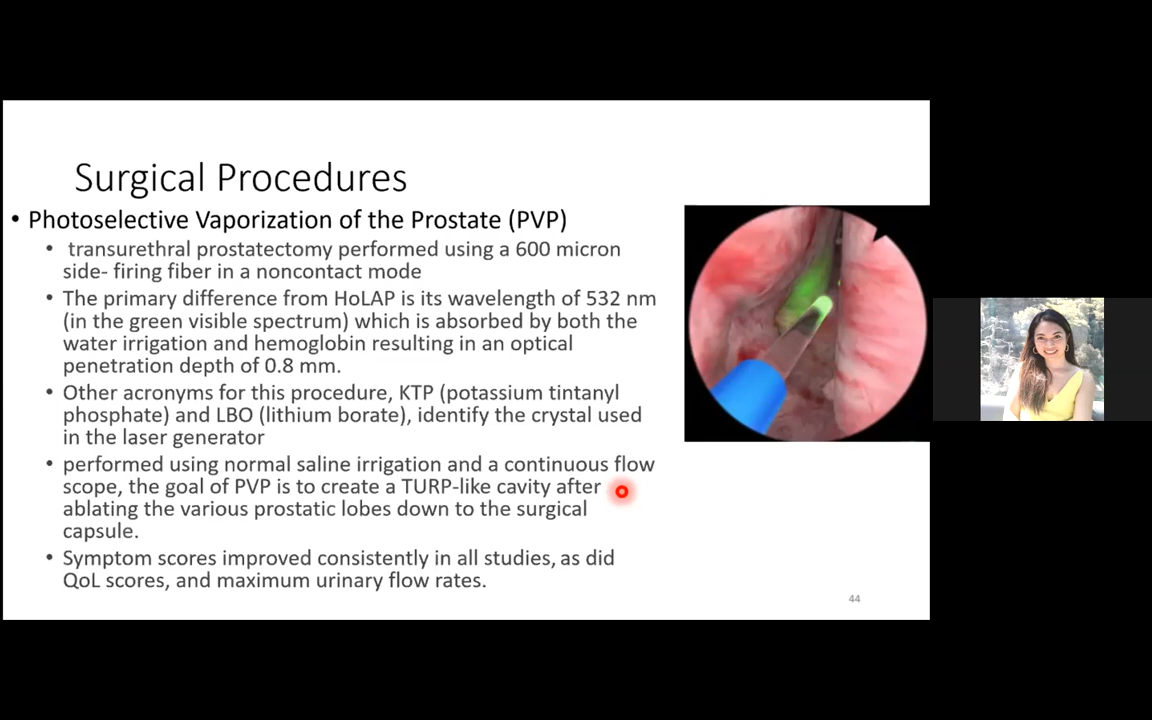 Surgical Procedures
• Photoselective Vaporization of the Prostate (PVP)
• transurethral prostatectomy performed using a 600 micron
side- firing fiber in a noncontact mode
• The primary difference from HoLAP is its wavelength of 532 nm
(in the green visible spectrum) which is absorbed by both the
water irrigation and hemoglobin resulting in an optical
penetration depth of 0.8 mm.
• Other acronyms for this procedure, KTP (potassium tintanyl
phosphate) and LBO (lithium borate), identify the crystal used
in the laser generator
• performed using normal saline irrigation and a continuous flow
scope, the goal of PVP is to create a TURP-like cavity after
ablating the various prostatic lobes down to the surgical
capsule.
• Symptom scores improved consistently in all studies, as did
QoL scores, and maximum urinary flow rates.
44